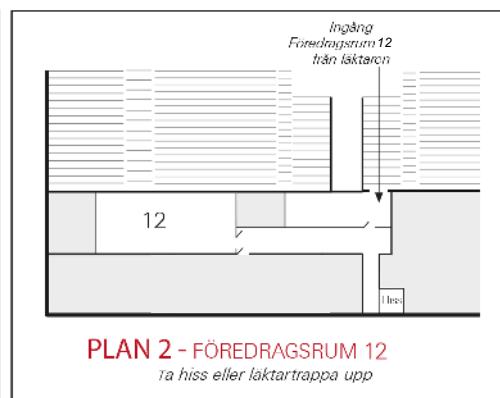 Ingång
Föredragsrum 12
från läktaren
12
Hiss
PLAN 2 - FÖREDRAGSRUM 12
Ta hiss eller läktartrappa upp